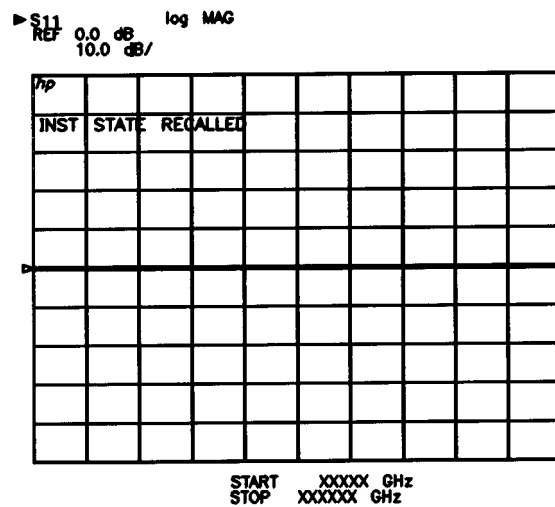 S11 log MAG
REF 0.0 dB
10.0 dB/
hp
INST STATE RECALLED
START XXXXX GHz
STOP XXXXXX GHz